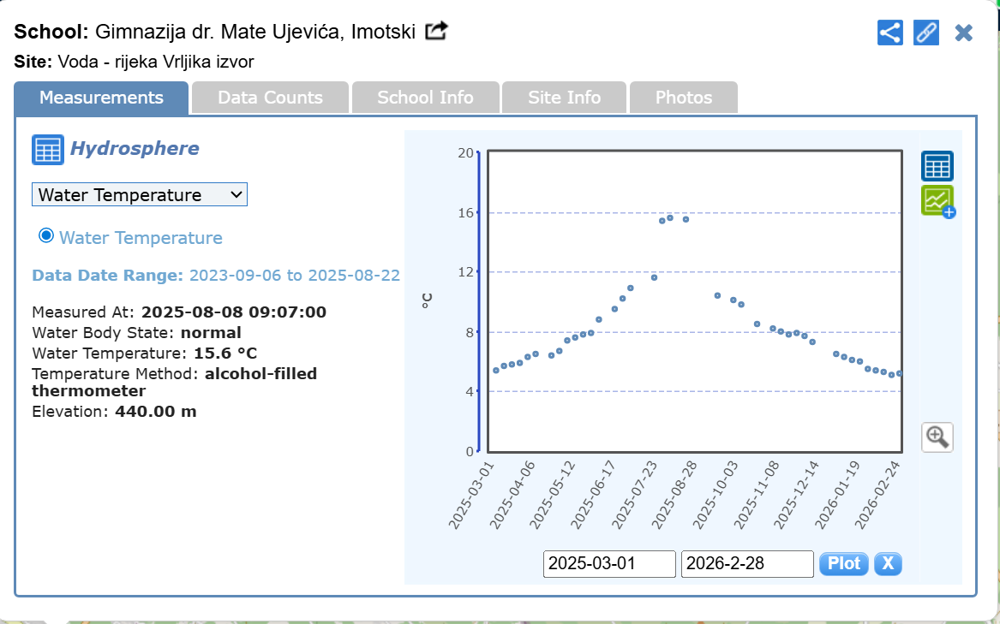 School: Gimnazija dr. Mate Ujevića, Imotski
Site: Voda - rijeka Vrljika izvor
Measurements
Data Counts
School Info
Site Info
Photos
Hydrosphere
Water Temperature
Water Temperature
Data Date Range: 2023-09-06 to 2025-08-22
Measured At: 2025-08-08 09:07:00
Water Body State: normal
Water Temperature: 15.6 °C
Temperature Method: alcohol-filled
thermometer
Elevation: 440.00 m
20
16
12
8
4
0
°C
2025-03-01
2025-04-06
2025-05-12
2025-06-17
2025-07-23
2025-08-28
2025-10-03
2025-11-08
2025-12-14
2026-01-19
2026-02-24
2025-03-01
2026-2-28
Plot
X